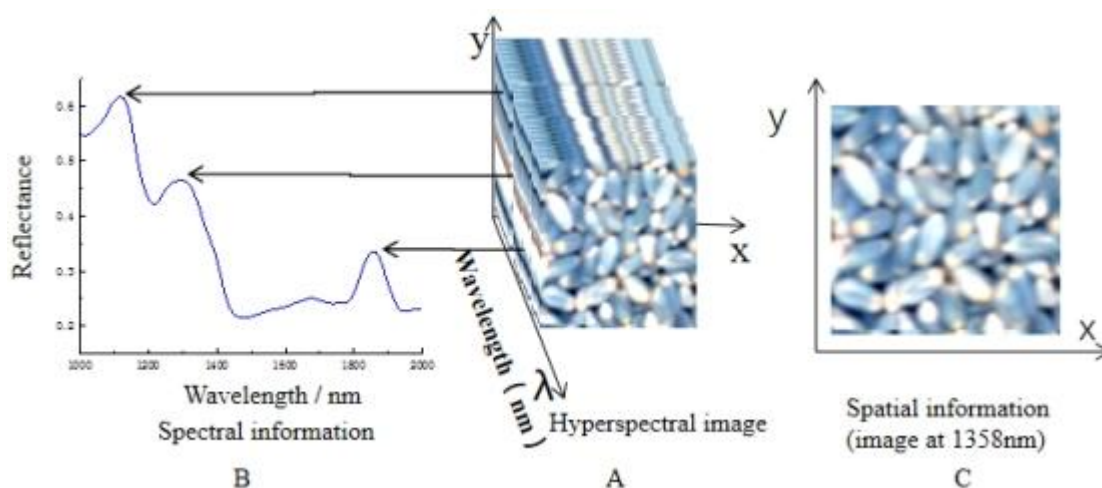 y
0.6
0.5
0.4
0.3
0.2
Reflectance
1000
1200
1400
1600
1800
2000
Wavelength / nm
Spectral information
B
x
Wavelength ( nm )
λ
Hyperspectral image
A
y
x
Spatial information
(image at 1358nm)
C